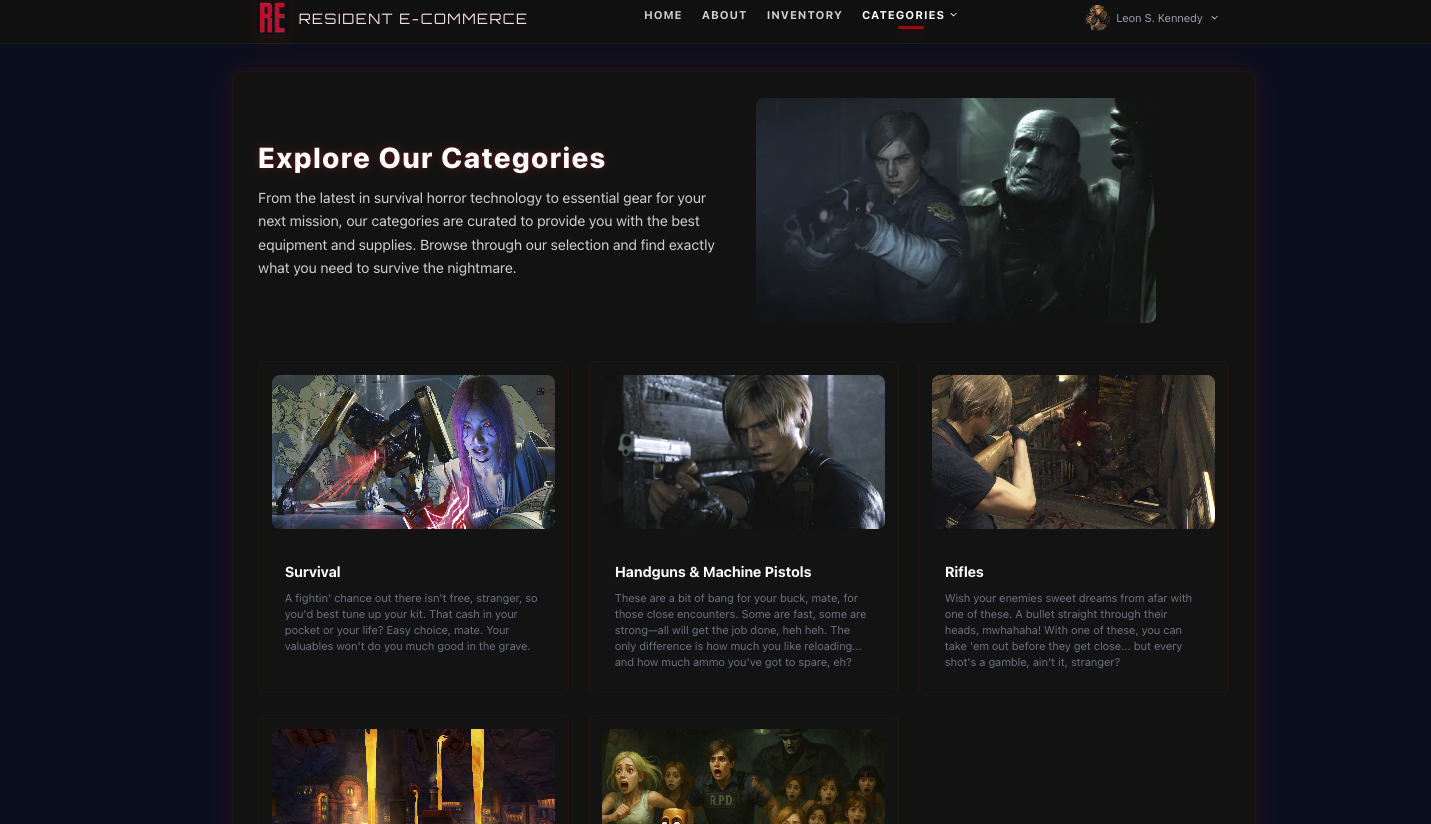 RE RESIDENT E-COMMERCE
HOME ABOUT INVENTORY CATEGORIES
Leon S. Kennedy
Explore Our Categories
From the latest in survival horror technology to essential gear for your
next mission, our categories are curated to provide you with the best
equipment and supplies. Browse through our selection and find exactly
what you need to survive the nightmare.
Survival
A fightin' chance out there isn't free, stranger, so
you'd best tune up your kit. That cash in your
pocket or your life? Easy choice, mate. Your
valuables won't do you much good in the grave.
Handguns & Machine Pistols
These are a bit of bang for your buck, mate, for
those close encounters. Some are fast, some are
strong—all will get the job done, heh heh. The
only difference is how much you like reloading...
and how much ammo you've got to spare, eh?
Rifles
Wish your enemies sweet dreams from afar with
one of these. A bullet straight through their
heads, mwhahaha! With one of these, you can
take 'em out before they get close... but every
shot's a gamble, ain't it, stranger?
R.P.D